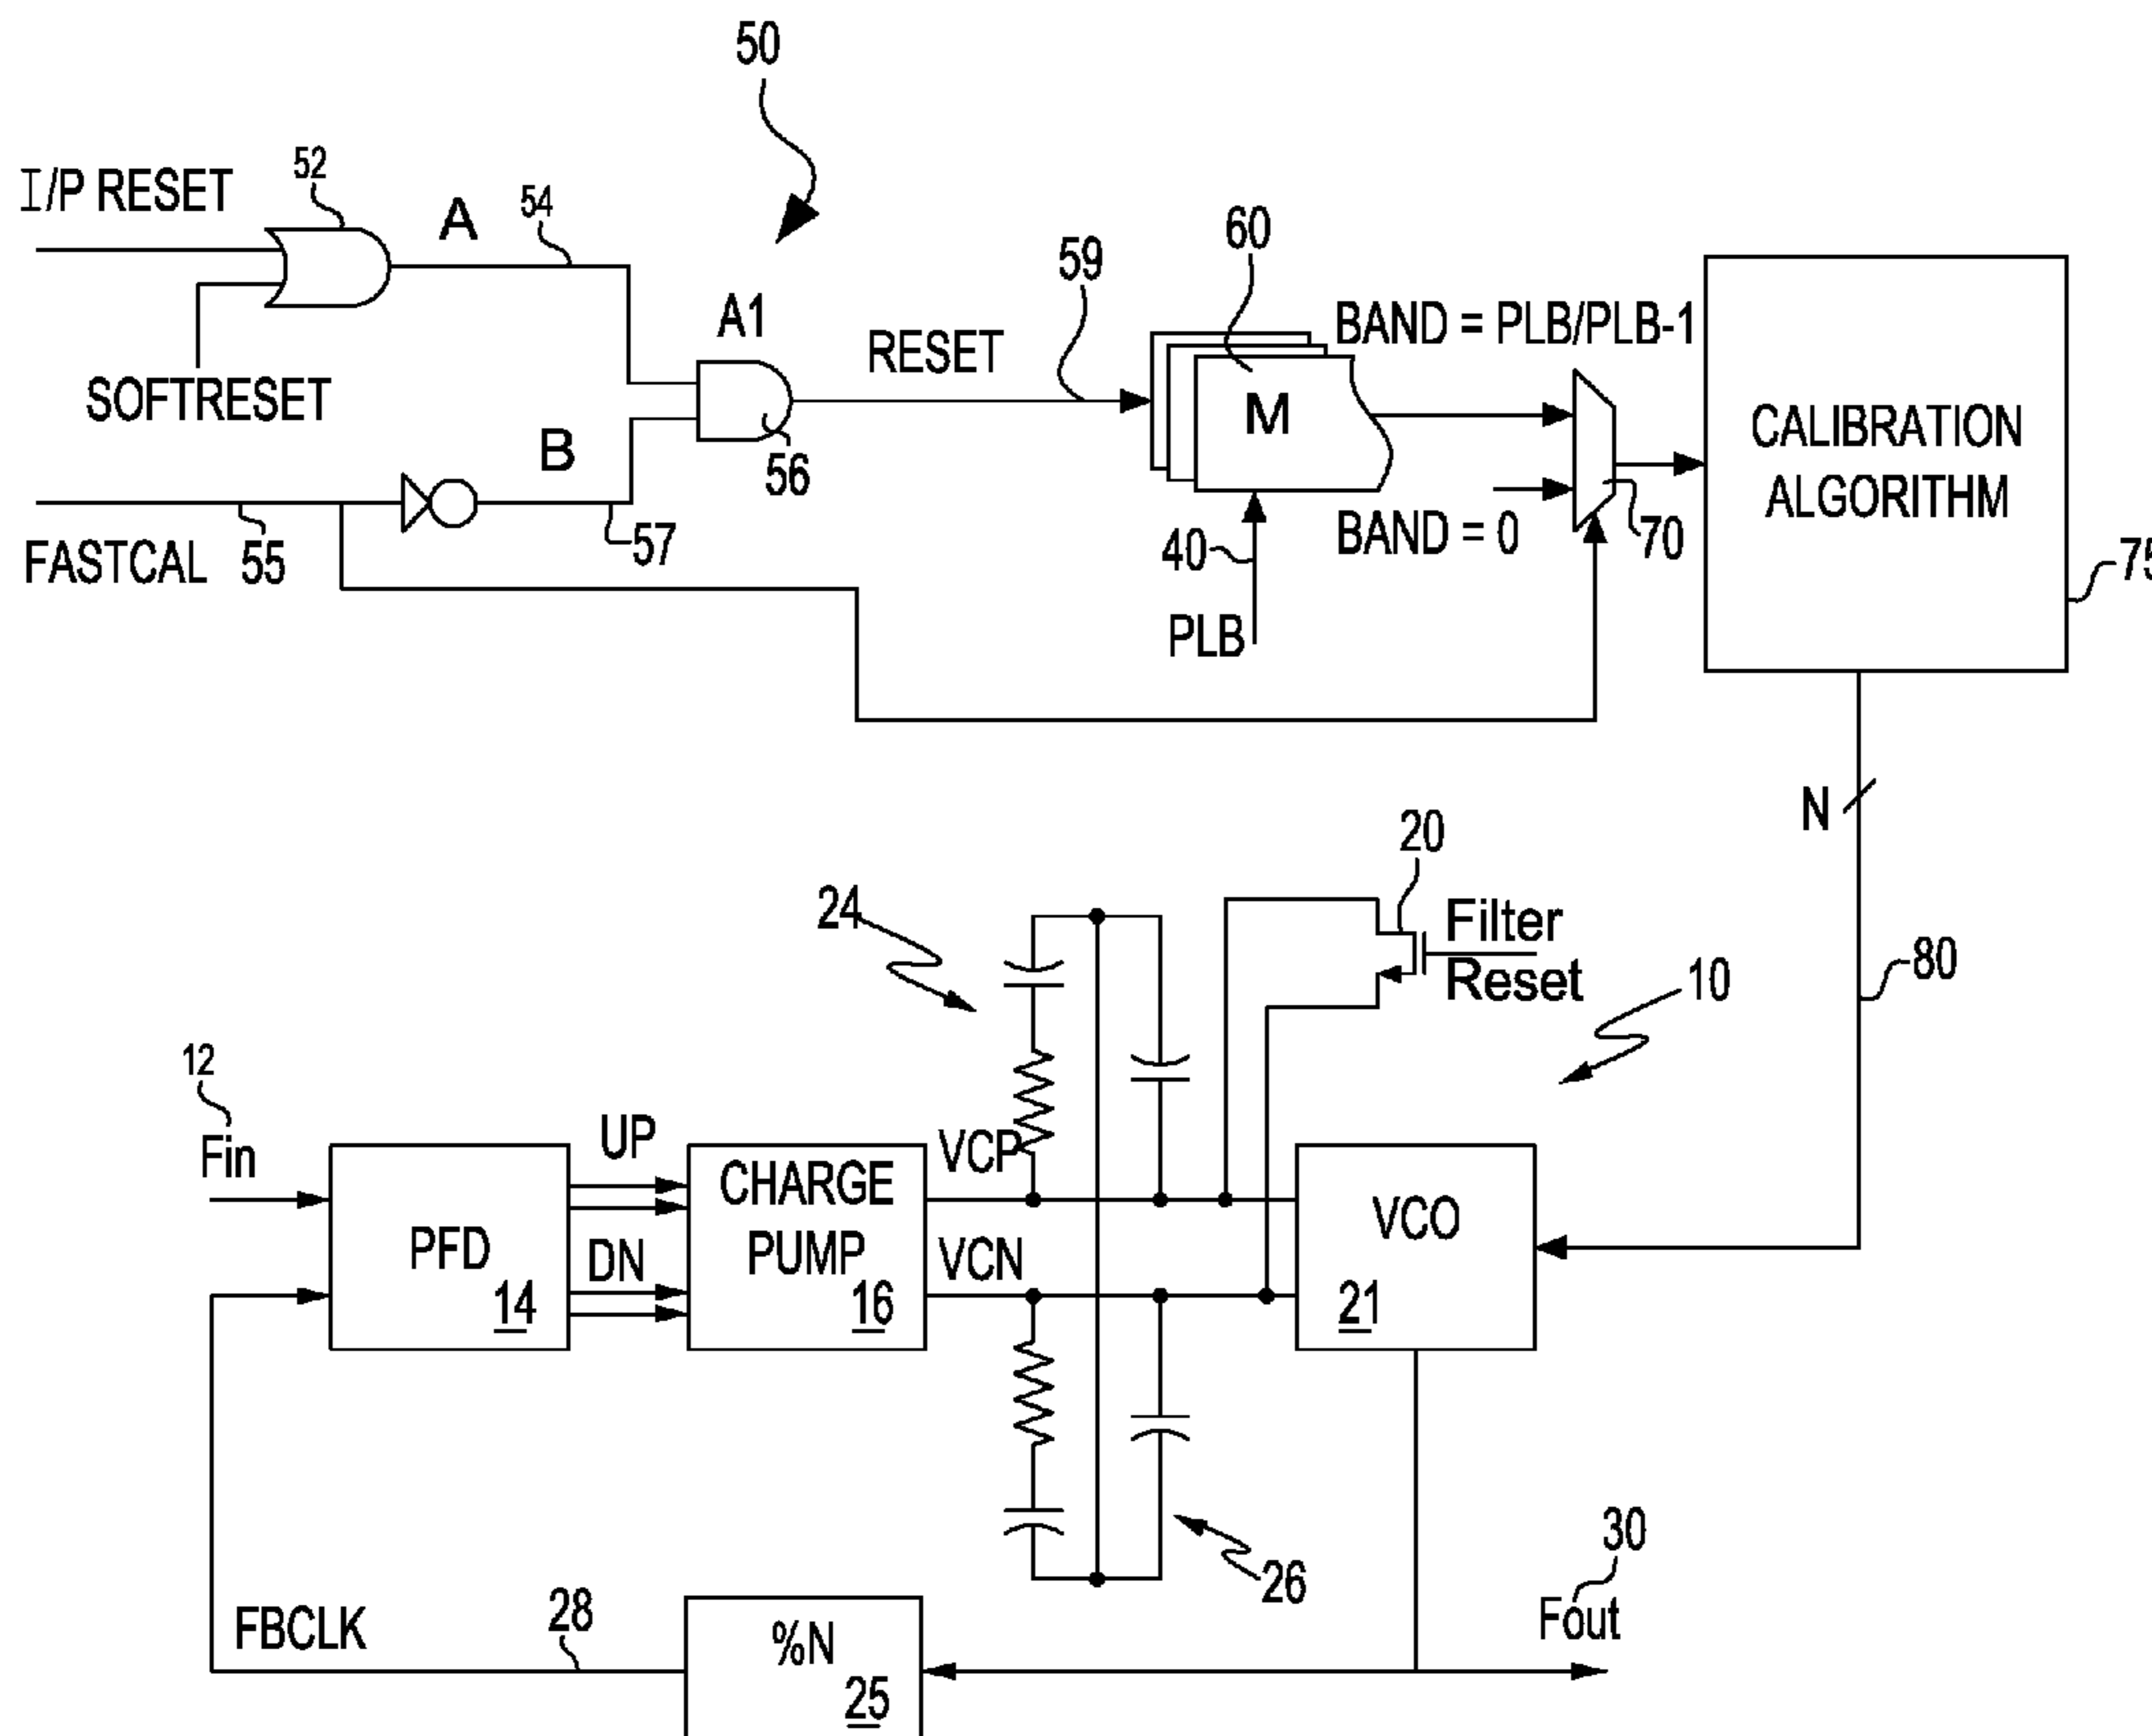 50
I/P RESET
52
A
54
SOFTRESET
A1
RESET
59
60
BAND = PLB/PLB-1
M
CALIBRATION
ALGORITHM
B
56
FASTCAL
55
57
40
BAND = 0
70
75
PLB
N
20
24
Filter
Reset
10
80
12
Fin
UP
VCP
CHARGE
PUMP
16
PFD
14
DN
VCN
VCO
21
26
30
Fout
FBCLK
28
%N
25